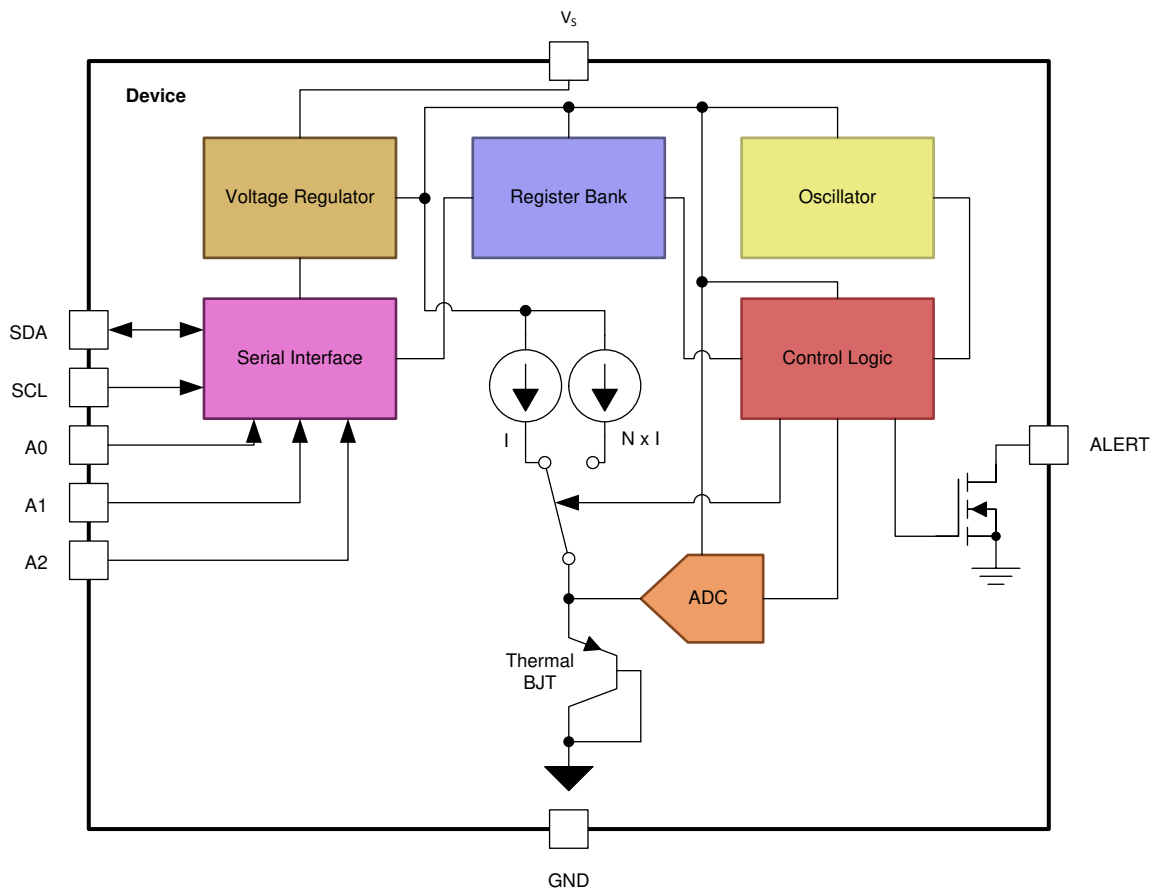 VS
Device
Voltage Regulator
Register Bank
Oscillator
SDA
Serial Interface
Control Logic
SCL
I
N x I
A0
ALERT
A1
A2
ADC
Thermal
BJT
GND